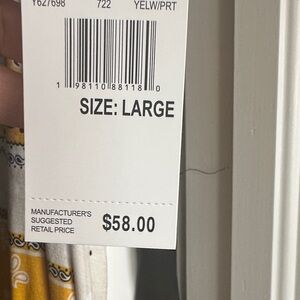 Y627698 722 YELW/PRT
1 98110 88118 0
SIZE: LARGE
MANUFACTURER'S
SUGGESTED
RETAIL PRICE $58.00